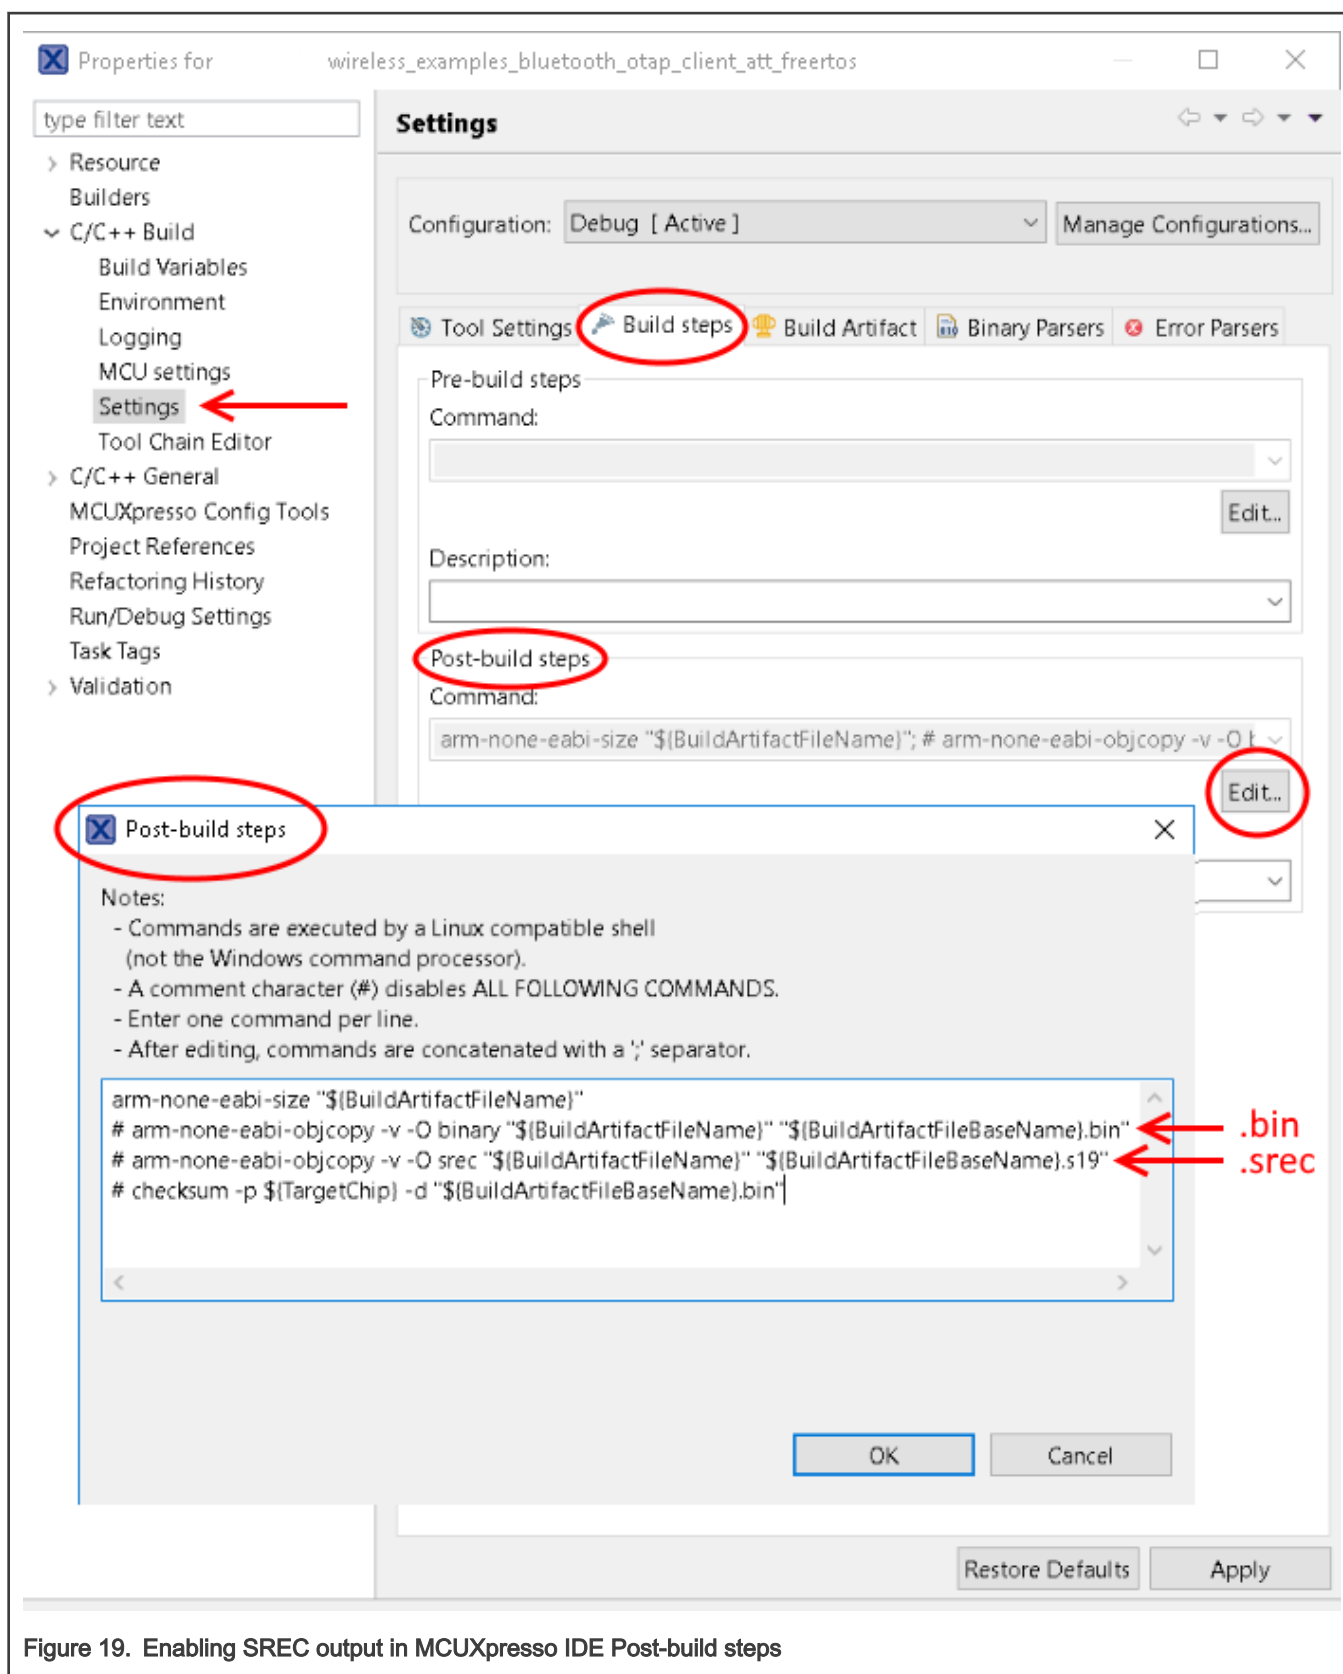 Properties for wireless_examples_bluetooth_otap_client_att_freertos
type filter text
Resource
Builders
C/C++ Build
Build Variables
Environment
Logging
MCU settings
Settings
Tool Chain Editor
C/C++ General
MCUXpresso Config Tools
Project References
Refactoring History
Run/Debug Settings
Task Tags
Validation
Settings
Configuration: Debug [ Active ] Manage Configurations...
Tool Settings Build steps Build Artifact Binary Parsers Error Parsers
Pre-build steps
Command:
Edit...
Description:
Post-build steps
Command:
arm-none-eabi-size "${BuildArtifactFileName}"; # arm-none-eabi-objcopy -v -O
Edit...
Post-build steps
Notes:
- Commands are executed by a Linux compatible shell
(not the Windows command processor).
- A comment character (#) disables ALL FOLLOWING COMMANDS.
- Enter one command per line.
- After editing, commands are concatenated with a ';' separator.
arm-none-eabi-size "${BuildArtifactFileName}"
# arm-none-eabi-objcopy -v -O binary "${BuildArtifactFileName}" "${BuildArtifactFileBaseName}.bin" .bin
# arm-none-eabi-objcopy -v -O srec "${BuildArtifactFileName}" "${BuildArtifactFileBaseName}.s19" .srec
# checksum -p ${TargetChip} -d "${BuildArtifactFileBaseName}.bin"
OK Cancel
Restore Defaults Apply
Figure 19. Enabling SREC output in MCUXpresso IDE Post-build steps